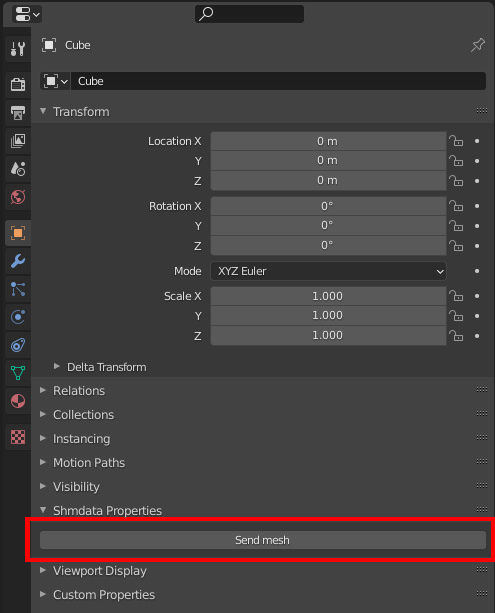 Cube
Cube
Transform
Location X 0 m
Y 0 m
Z 0 m
Rotation X 0°
Y 0°
Z 0°
Mode XYZ Euler
Scale X 1.000
Y 1.000
Z 1.000
Delta Transform
Relations
Collections
Instancing
Motion Paths
Visibility
Shmdata Properties
Send mesh
Viewport Display
Custom Properties